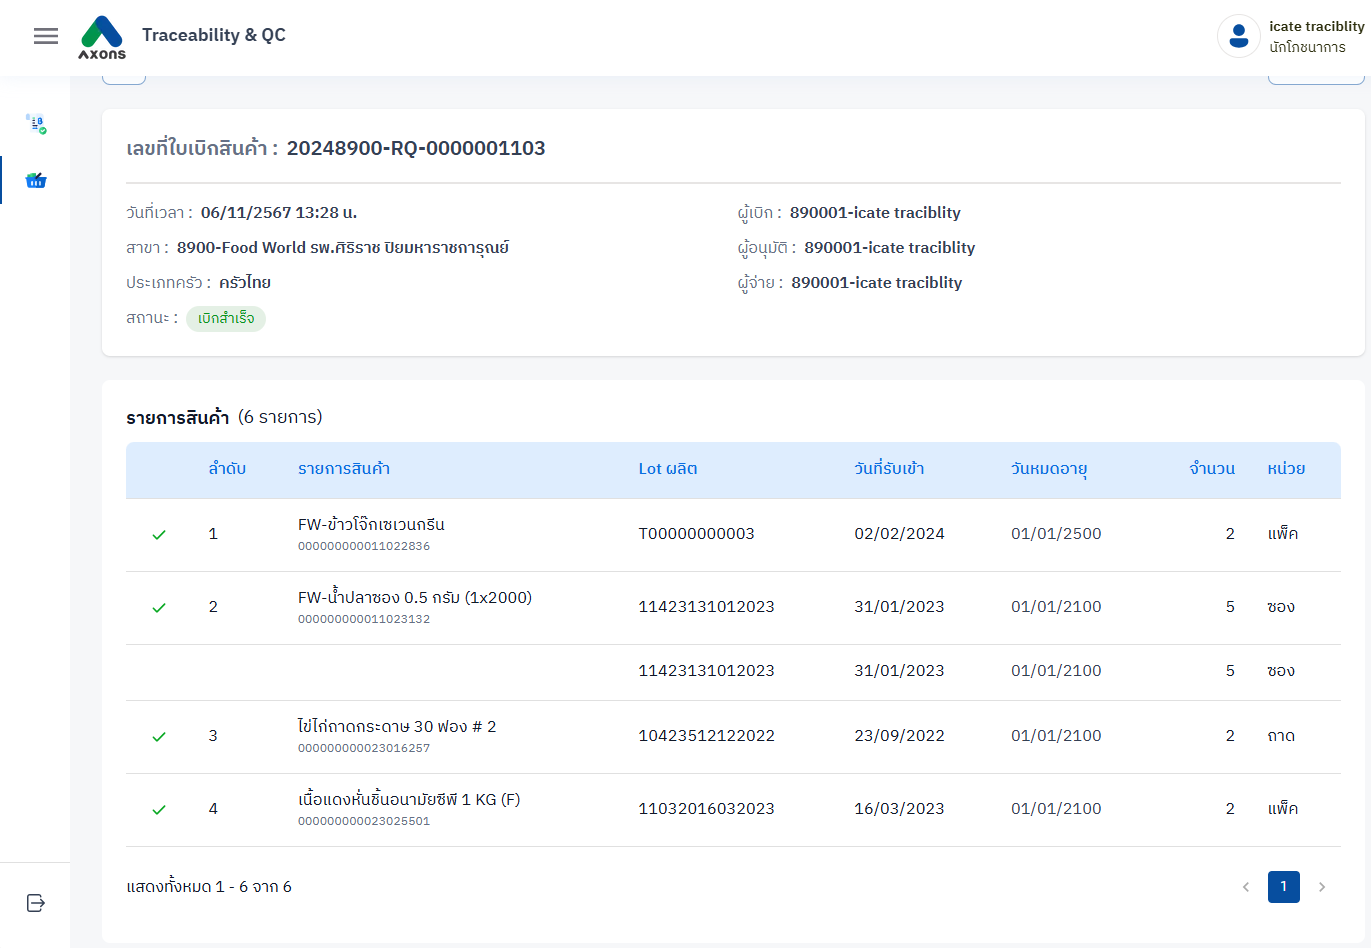 AXONS
Traceability & QC
icate traciblity
นักโภชนาการ
เลขที่ใบเบิกสินค้า : 20248900-RQ-0000001103
วันที่เวลา : 06/11/2567 13:28 น.
ผู้เบิก : 890001-icate traciblity
สาขา : 8900-Food World รพ.ศิริราช ปิยมหาราชการุณย์
ผู้อนุมัติ : 890001-icate traciblity
ประเภทครัว : ครัวไทย
ผู้จ่าย : 890001-icate traciblity
สถานะ : เบิกสำเร็จ
รายการสินค้า (6 รายการ)
ลำดับ รายการสินค้า Lot ผลิต วันที่รับเข้า วันหมดอายุ จำนวน หน่วย
1 FW-ข้าวโจ๊กเซเวนกรีน T00000000003 02/02/2024 01/01/2500 2 แพ็ค
000000000011022836
2 FW-น้ำปลาซอง 0.5 กรัม (1x2000) 11423131012023 31/01/2023 01/01/2100 5 ซอง
000000000011023132
11423131012023 31/01/2023 01/01/2100 5 ซอง
3 ไข่ไก่ถาดกระดาษ 30 ฟอง # 2 10423512122022 23/09/2022 01/01/2100 2 ถาด
000000000023016257
4 เนื้อแดงหั่นชิ้นอนามัยซีพี 1 KG (F) 11032016032023 16/03/2023 01/01/2100 2 แพ็ค
000000000023025501
แสดงทั้งหมด 1 - 6 จาก 6
1